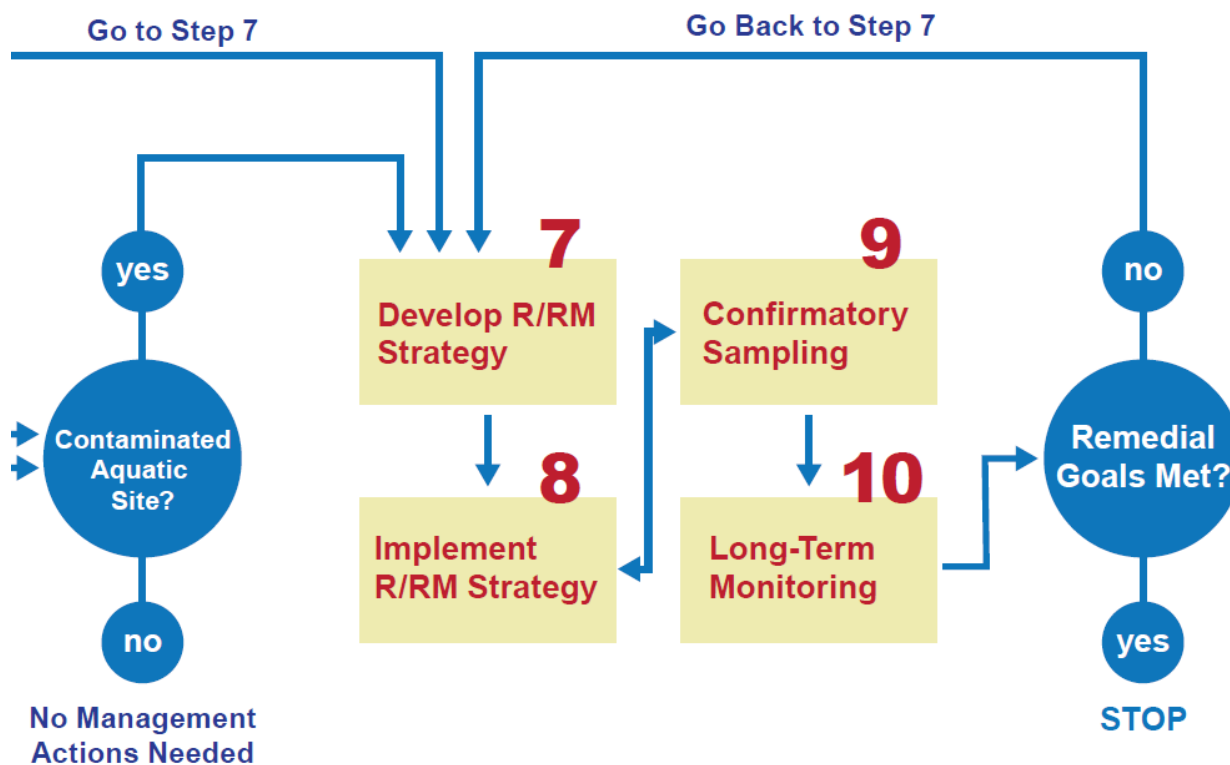 Go to Step 7
Go Back to Step 7
yes
Contaminated
Aquatic
Site?
no
No Management
Actions Needed
7
Develop R/RM
Strategy
8
Implement
R/RM Strategy
9
Confirmatory
Sampling
10
Long-Term
Monitoring
no
Remedial
Goals Met?
yes
STOP